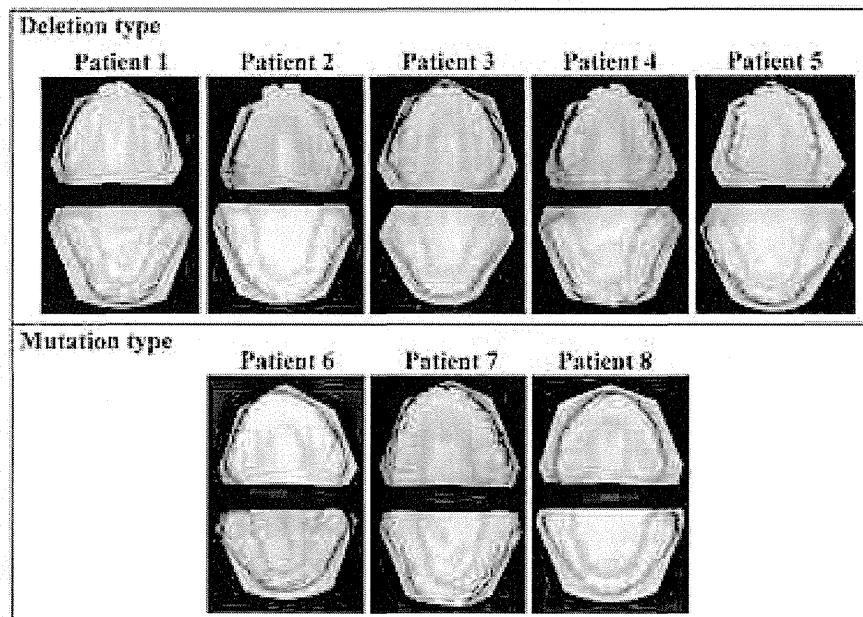 Deletion type
Patient 1 Patient 2 Patient 3 Patient 4 Patient 5
Mutation type
Patient 6 Patient 7 Patient 8